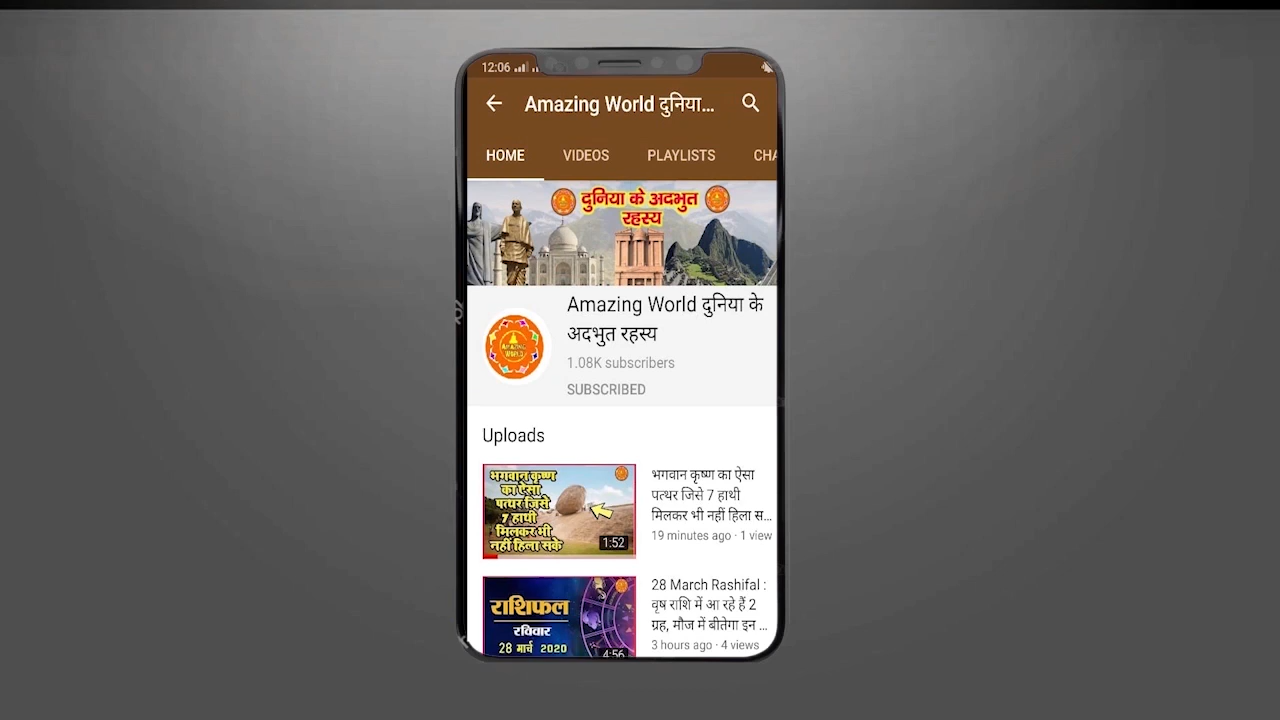 12:06
Amazing World दुनिया...
HOME VIDEOS PLAYLISTS CHA
दुनिया के अदभुत
रहस्य
Amazing World दुनिया के
अदभुत रहस्य
AMAZING
WORLD
1.08K subscribers
SUBSCRIBED
Uploads
भगवान कृष्ण
का ऐसा
पत्थर जिसे
7 हाथी
मिलकर भी
नहीं हिला सके
1:52
भगवान कृष्ण का ऐसा
पत्थर जिसे 7 हाथी
मिलकर भी नहीं हिला स...
19 minutes ago · 1 view
राशिफल
रविवार
28 मार्च 2020
4:56
28 March Rashifal :
वृष राशि में आ रहे हैं 2
ग्रह, मौज में बीतेगा इन ...
3 hours ago · 4 views